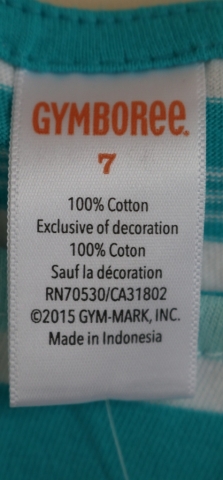 GYMBOREE.
7
100% Cotton
Exclusive of decoration
100% Coton
Sauf la décoration
RN70530/CA31802
©2015 GYM-MARK, INC.
Made in Indonesia